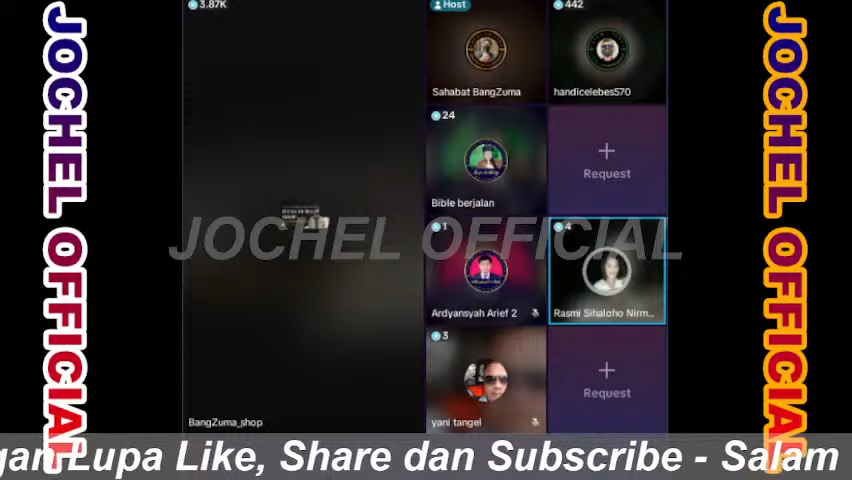 JOCHEL OFFICIAL
3.87K
Host
442
Sahabat BangZuma
handicelebes570
24
+
Request
Bible berjalan
JOCHEL OFFICIAL
1
4
Ardyansyah Arief 2
Rasmi Sihaloho Nirm...
3
+
Request
BangZuma_shop
yani tangel
JOCHEL OFFICIAL
gan Lupa Like, Share dan Subscribe - Salam